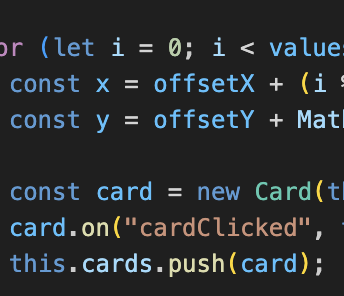 or (let i = 0; i < values
const x = offsetX + (i %
const y = offsetY + Mat
const card = new Card(th
card.on("cardClicked",
this.cards.push(card);